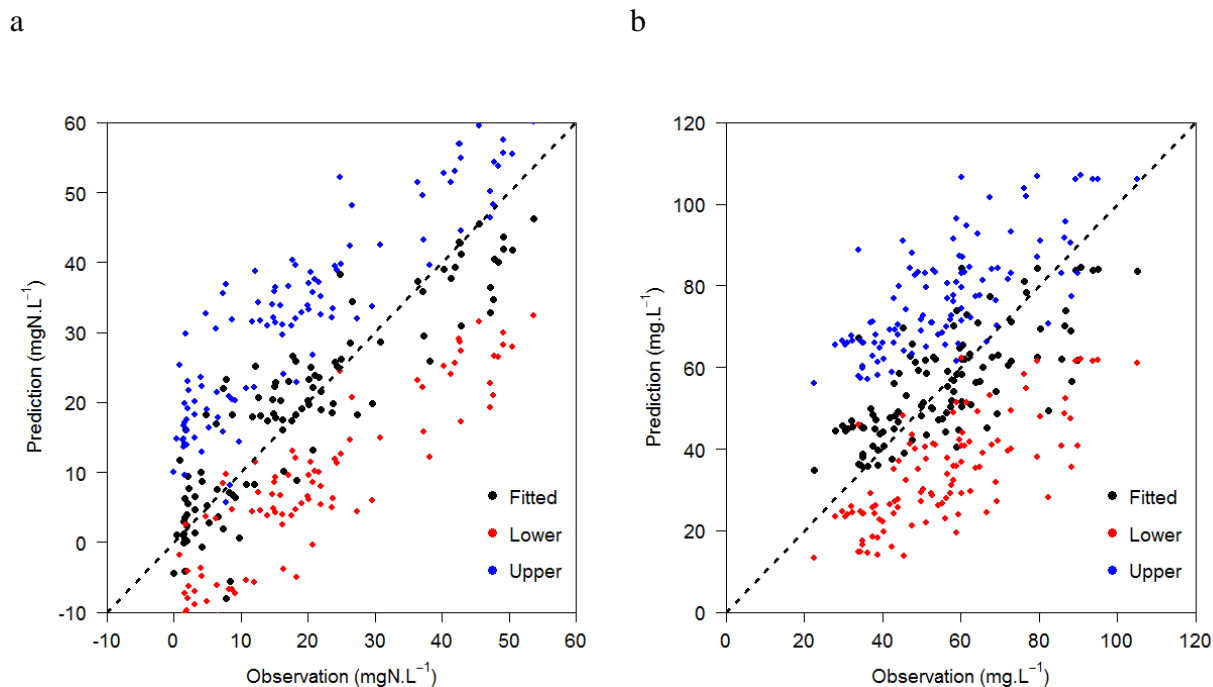 a
b
60
50
40
30
20
10
0
-10
Prediction (mgN.L⁻¹)
-10 0 10 20 30 40 50 60
Observation (mgN.L⁻¹)
Fitted
Lower
Upper
120
100
80
60
40
20
0
Prediction (mg.L⁻¹)
0 20 40 60 80 100 120
Observation (mg.L⁻¹)
Fitted
Lower
Upper